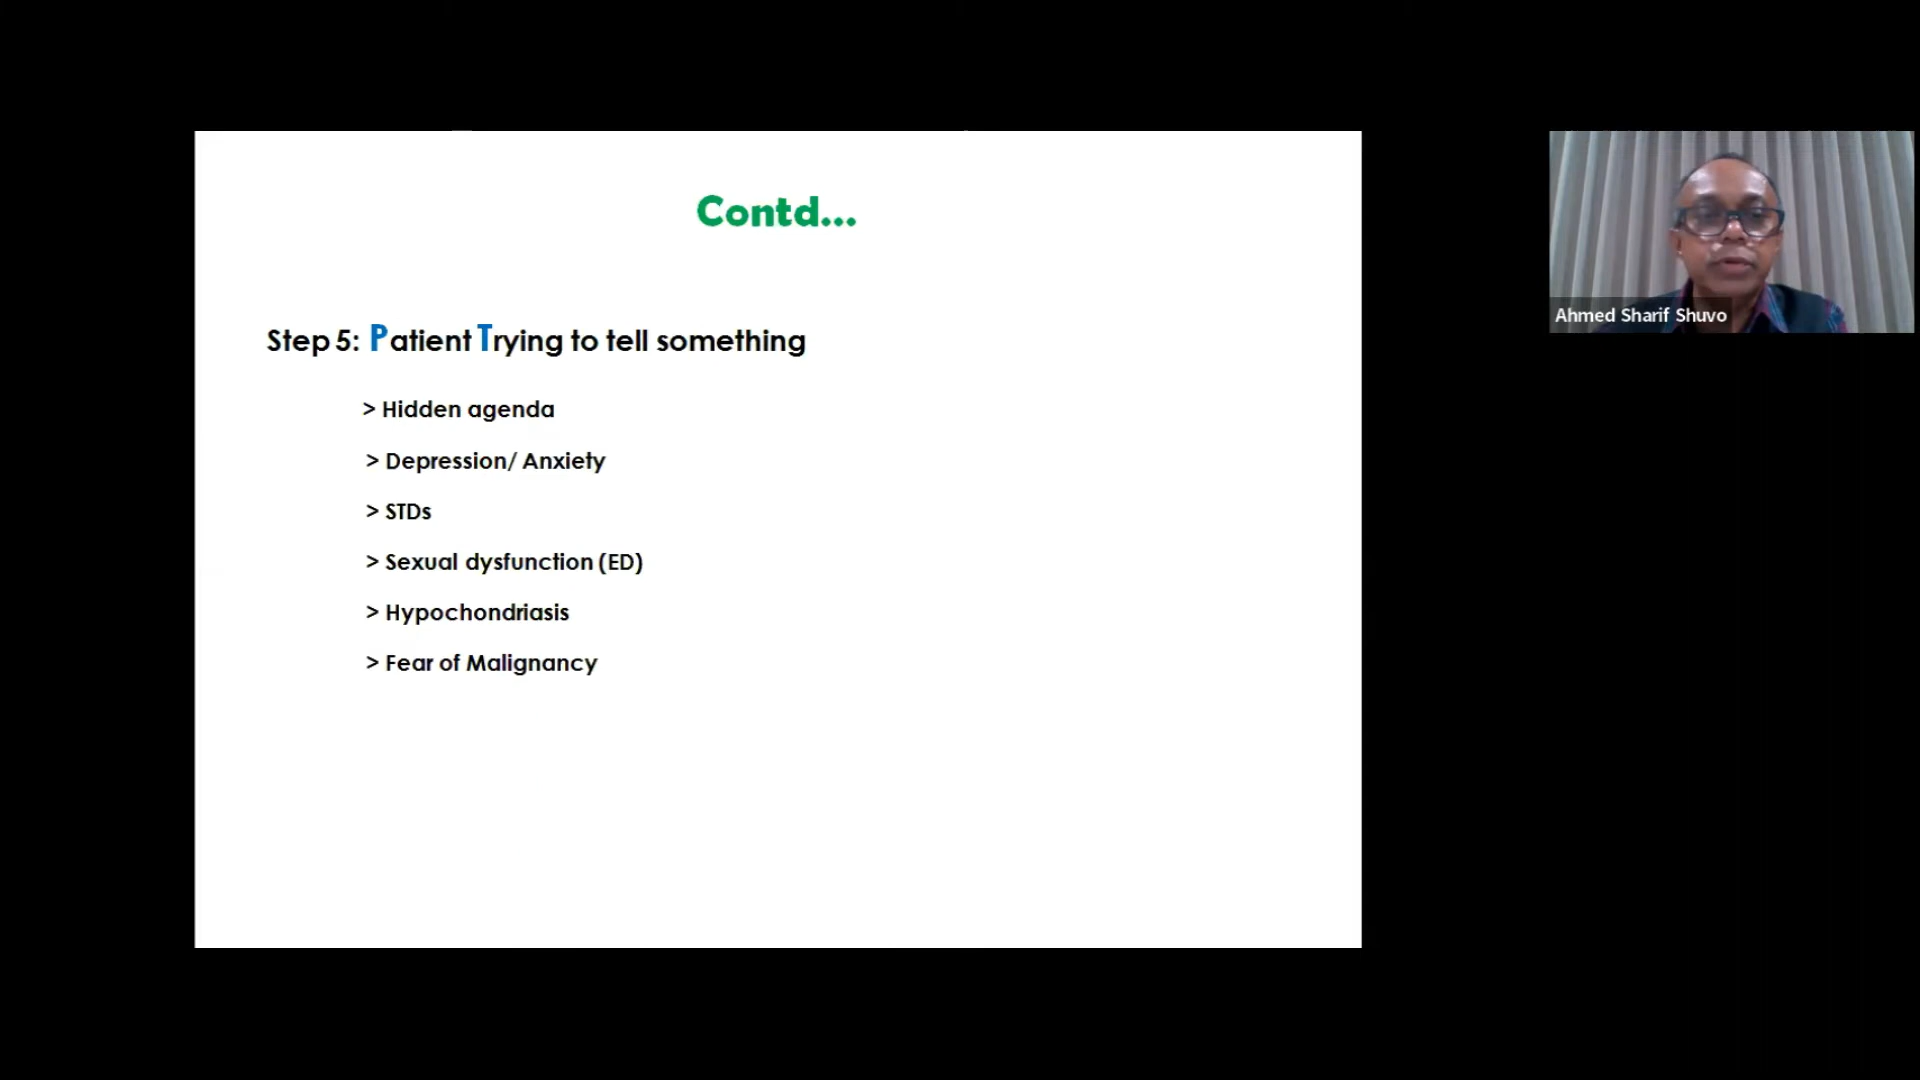 Contd...
Step 5: Patient Trying to tell something
> Hidden agenda
> Depression/ Anxiety
> STDs
> Sexual dysfunction (ED)
> Hypochondriasis
> Fear of Malignancy
Ahmed Sharif Shuvo